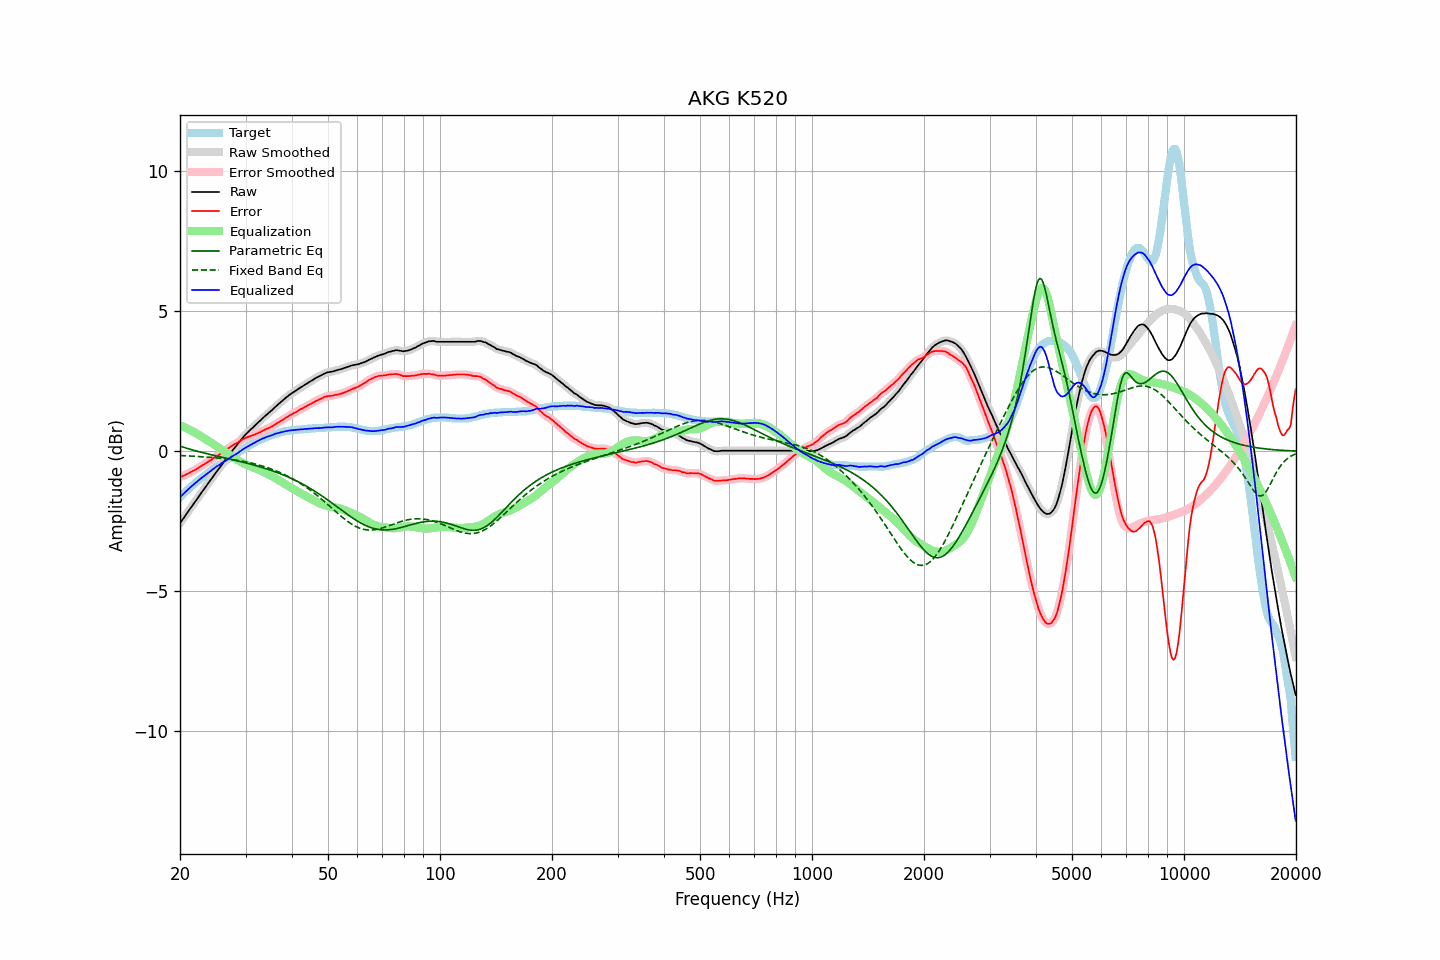 AKG K520
Target
Raw Smoothed
Error Smoothed
Raw
Error
Equalization
Parametric Eq
Fixed Band Eq
Equalized
10
5
0
−5
−10
Amplitude (dBr)
20 50 100 200 500 1000 2000 5000 10000 20000
Frequency (Hz)